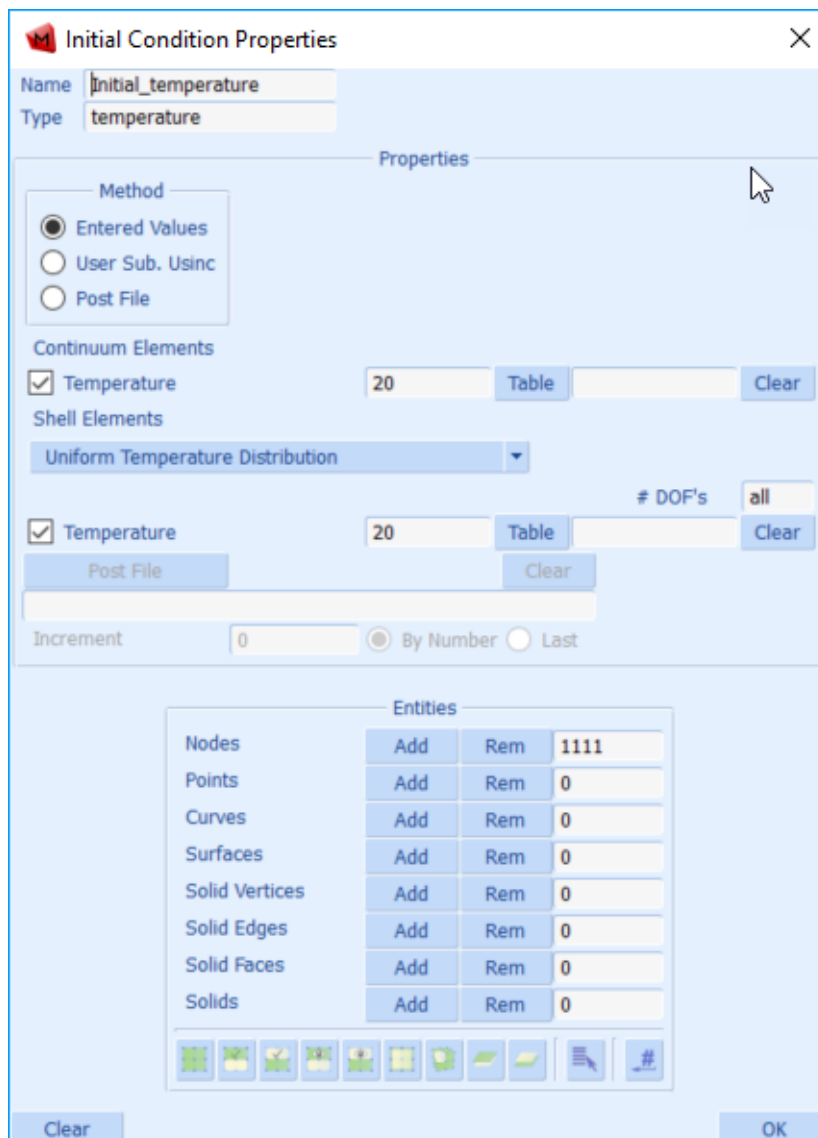 Initial Condition Properties
Name Initial_temperature
Type temperature
Properties
Method
Entered Values
User Sub. Usinc
Post File
Continuum Elements
Temperature 20 Table Clear
Shell Elements
Uniform Temperature Distribution
# DOF's all
Temperature 20 Table Clear
Post File Clear
Increment 0 By Number Last
Entities
Nodes Add Rem 1111
Points Add Rem 0
Curves Add Rem 0
Surfaces Add Rem 0
Solid Vertices Add Rem 0
Solid Edges Add Rem 0
Solid Faces Add Rem 0
Solids Add Rem 0
#
Clear OK